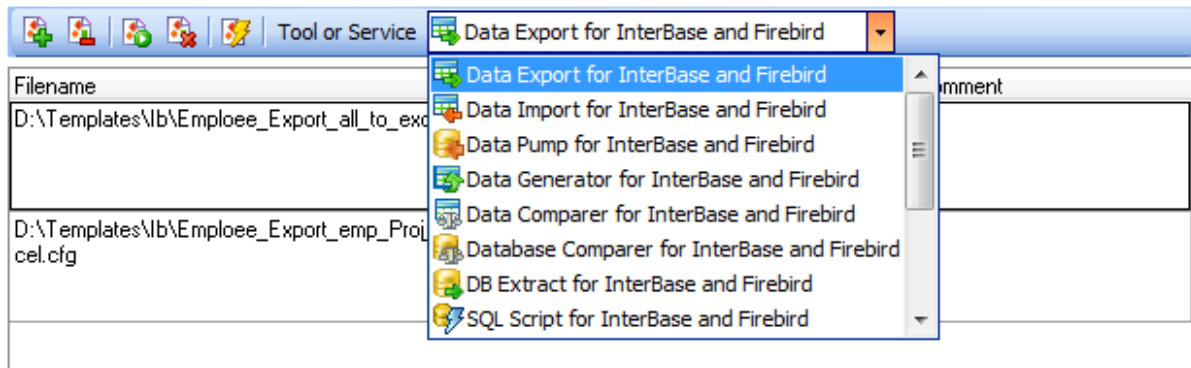 Tool or Service Data Export for InterBase and Firebird
Data Export for InterBase and Firebird
Filename
D:\Templates\Ib\Emploee_Export_all_to_exc
Data Import for InterBase and Firebird
Data Pump for InterBase and Firebird
Data Generator for InterBase and Firebird
Data Comparer for InterBase and Firebird
D:\Templates\Ib\Emploee_Export_emp_Proj
cel.cfg
Database Comparer for InterBase and Firebird
DB Extract for InterBase and Firebird
SQL Script for InterBase and Firebird